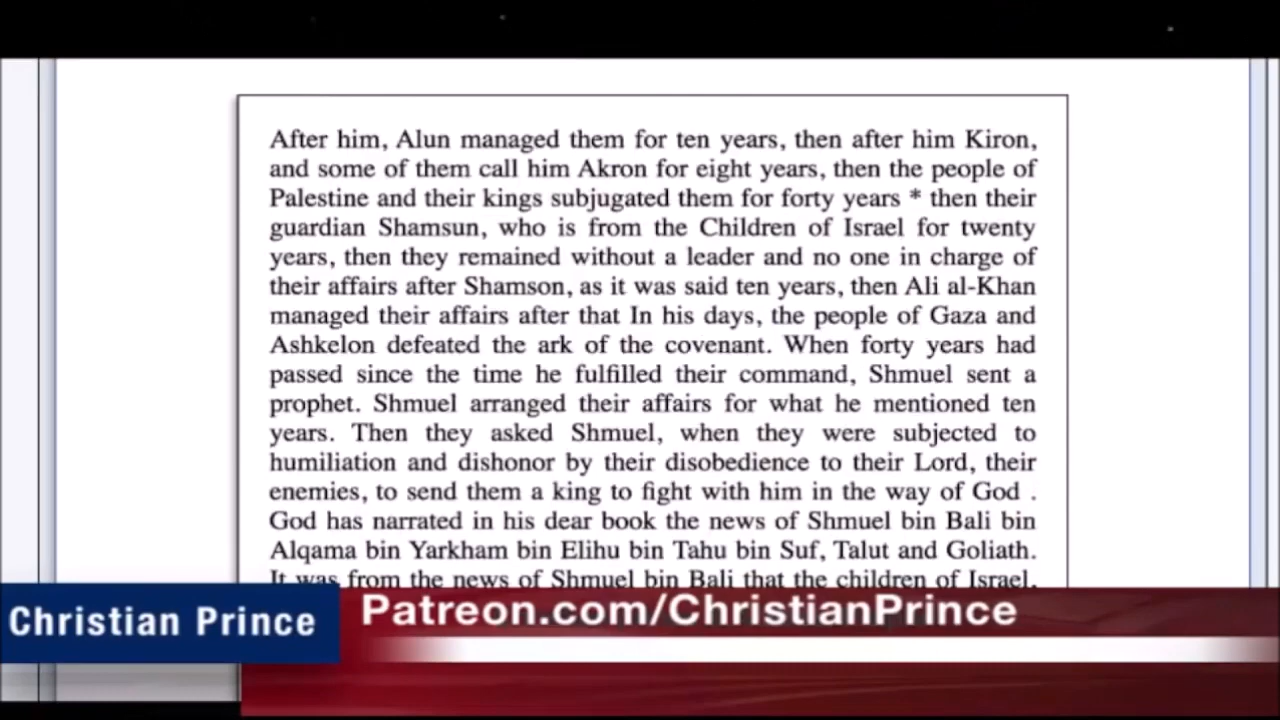 After him, Alun managed them for ten years, then after him Kiron,
and some of them call him Akron for eight years, then the people of
Palestine and their kings subjugated them for forty years * then their
guardian Shamsun, who is from the Children of Israel for twenty
years, then they remained without a leader and no one in charge of
their affairs after Shamson, as it was said ten years, then Ali al-Khan
managed their affairs after that In his days, the people of Gaza and
Ashkelon defeated the ark of the covenant. When forty years had
passed since the time he fulfilled their command, Shmuel sent a
prophet. Shmuel arranged their affairs for what he mentioned ten
years. Then they asked Shmuel, when they were subjected to
humiliation and dishonor by their disobedience to their Lord, their
enemies, to send them a king to fight with him in the way of God .
God has narrated in his dear book the news of Shmuel bin Bali bin
Alqama bin Yarkham bin Elihu bin Tahu bin Suf, Talut and Goliath.
It was from the news of Shmuel bin Bali that the children of Israel,
Christian Prince
Patreon.com/ChristianPrince